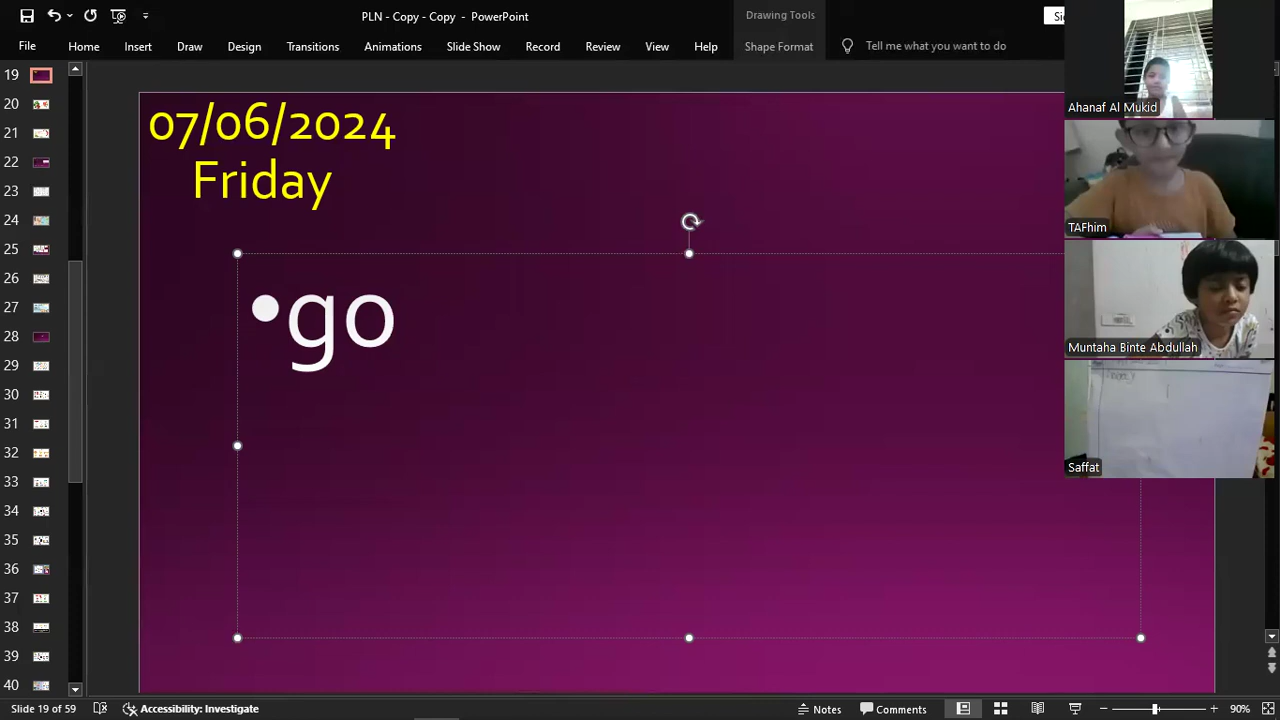 PLN - Copy - Copy - PowerPoint
Drawing Tools
File Home Insert Draw Design Transitions Animations Slide Show Record Review View Help Shape Format Tell me what you want to do
07/06/2024
Friday
•go
Ahanaf Al Mukid
TAFhim
Muntaha Binte Abdullah
Saffat
19
20
21
22
23
24
25
26
27
28
29
30
31
32
33
34
35
36
37
38
39
40
Slide 19 of 59 Accessibility: Investigate Notes Comments 90%